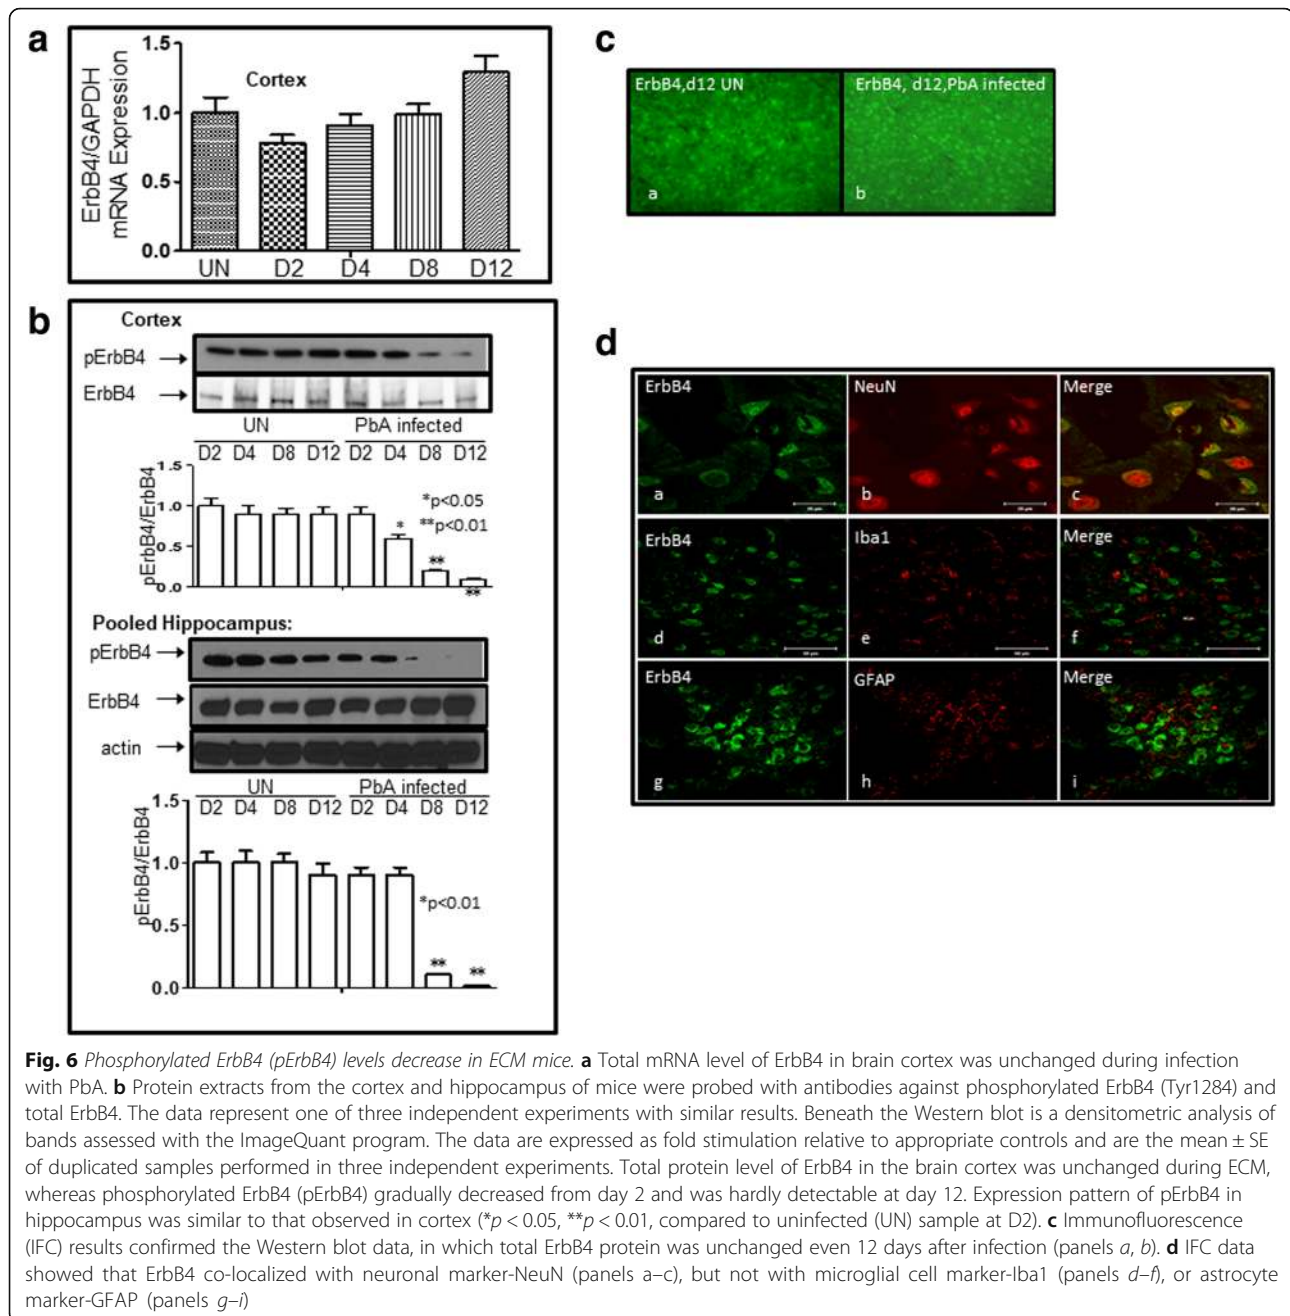 a
1.5
1.0
0.5
0.0
ErbB4/GAPDH
mRNA Expression
Cortex
UN D2 D4 D8 D12
b
Cortex
pErbB4
ErbB4
UN PbA infected
D2 D4 D8 D12 D2 D4 D8 D12
1.5
1.0
0.5
0.0
pErbB4/ErbB4
*p<0.05
**p<0.01
*
**
**
Pooled Hippocampus:
pErbB4
ErbB4
actin
UN PbA infected
D2 D4 D8 D12 D2 D4 D8 D12
1.5
1.0
0.5
0.0
pErbB4/ErbB4
*p<0.01
** **
c
ErbB4,d12 UN ErbB4, d12,PbA infected
a b
d
ErbB4 NeuN Merge
a b c
ErbB4 Iba1 Merge
d e f
ErbB4 GFAP Merge
g h i
Fig. 6 Phosphorylated ErbB4 (pErbB4) levels decrease in ECM mice. a Total mRNA level of ErbB4 in brain cortex was unchanged during infection
with PbA. b Protein extracts from the cortex and hippocampus of mice were probed with antibodies against phosphorylated ErbB4 (Tyr1284) and
total ErbB4. The data represent one of three independent experiments with similar results. Beneath the Western blot is a densitometric analysis of
bands assessed with the ImageQuant program. The data are expressed as fold stimulation relative to appropriate controls and are the mean ± SE
of duplicated samples performed in three independent experiments. Total protein level of ErbB4 in the brain cortex was unchanged during ECM,
whereas phosphorylated ErbB4 (pErbB4) gradually decreased from day 2 and was hardly detectable at day 12. Expression pattern of pErbB4 in
hippocampus was similar to that observed in cortex (*p < 0.05, **p < 0.01, compared to uninfected (UN) sample at D2). c Immunofluorescence
(IFC) results confirmed the Western blot data, in which total ErbB4 protein was unchanged even 12 days after infection (panels a, b). d IFC data
showed that ErbB4 co-localized with neuronal marker-NeuN (panels a–c), but not with microglial cell marker-Iba1 (panels d–f), or astrocyte
marker-GFAP (panels g–i)